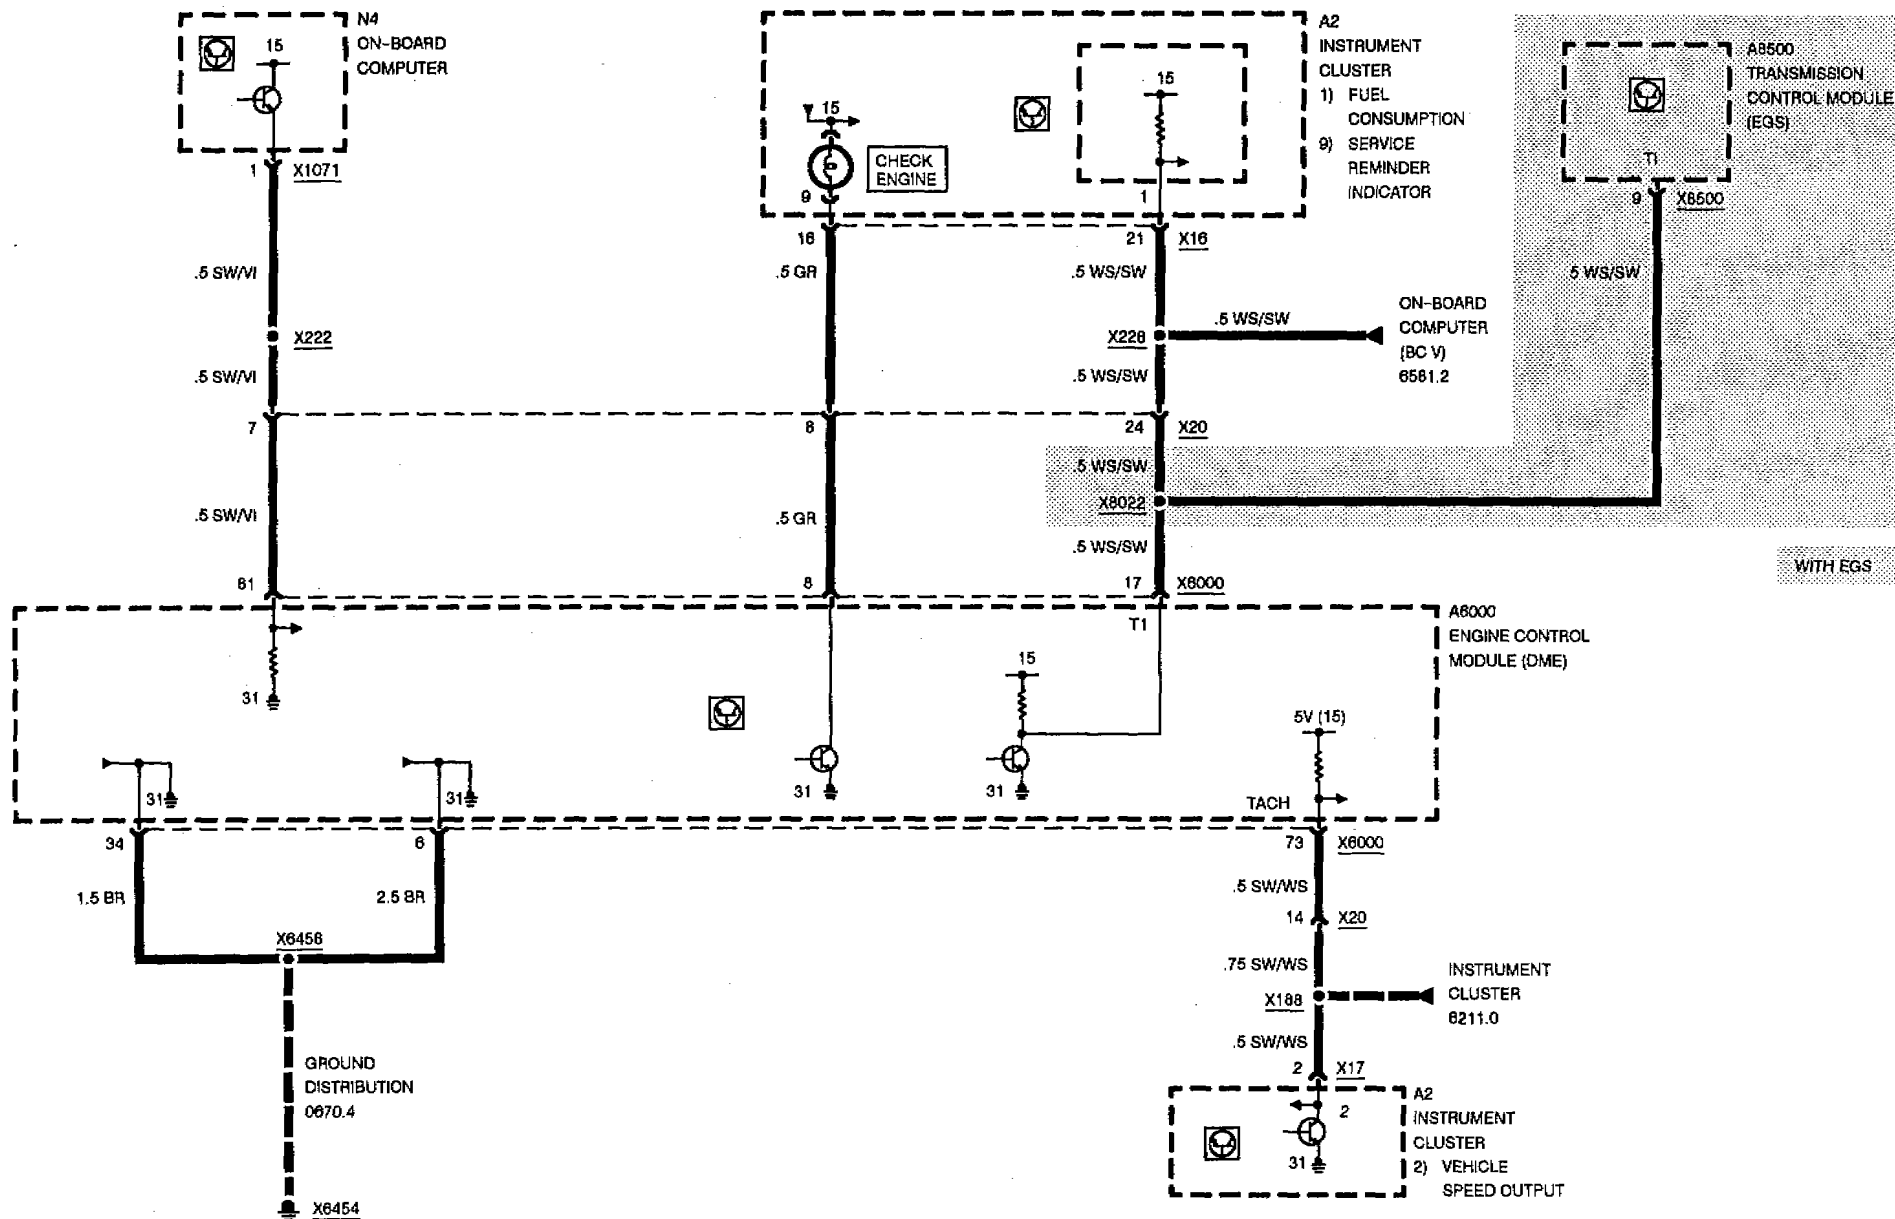 N4
ON-BOARD
COMPUTER
15
1
X1071
.5 SW/VI
X222
.5 SW/VI
7
.5 SW/VI
61
A2
INSTRUMENT
CLUSTER
1) FUEL
CONSUMPTION
9) SERVICE
REMINDER
INDICATOR
15
CHECK
ENGINE
9
15
1
16
21
X16
.5 GR
.5 WS/SW
X228
.5 WS/SW
ON-BOARD
COMPUTER
(BC V)
6581.2
.5 WS/SW
8
24
X20
.5 WS/SW
X8022
.5 GR
.5 WS/SW
8
17
X6000
A8500
TRANSMISSION
CONTROL MODULE
(EGS)
TI
9
X8500
.5 WS/SW
WITH EGS
A6000
ENGINE CONTROL
MODULE (DME)
T1
31
15
5V (15)
31
31
31
31
TACH
34
6
73
X6000
1.5 BR
2.5 BR
X6456
GROUND
DISTRIBUTION
0670.4
X6454
.5 SW/WS
14
X20
.75 SW/WS
X188
INSTRUMENT
CLUSTER
6211.0
.5 SW/WS
2
X17
A2
INSTRUMENT
CLUSTER
2) VEHICLE
SPEED OUTPUT
2
31